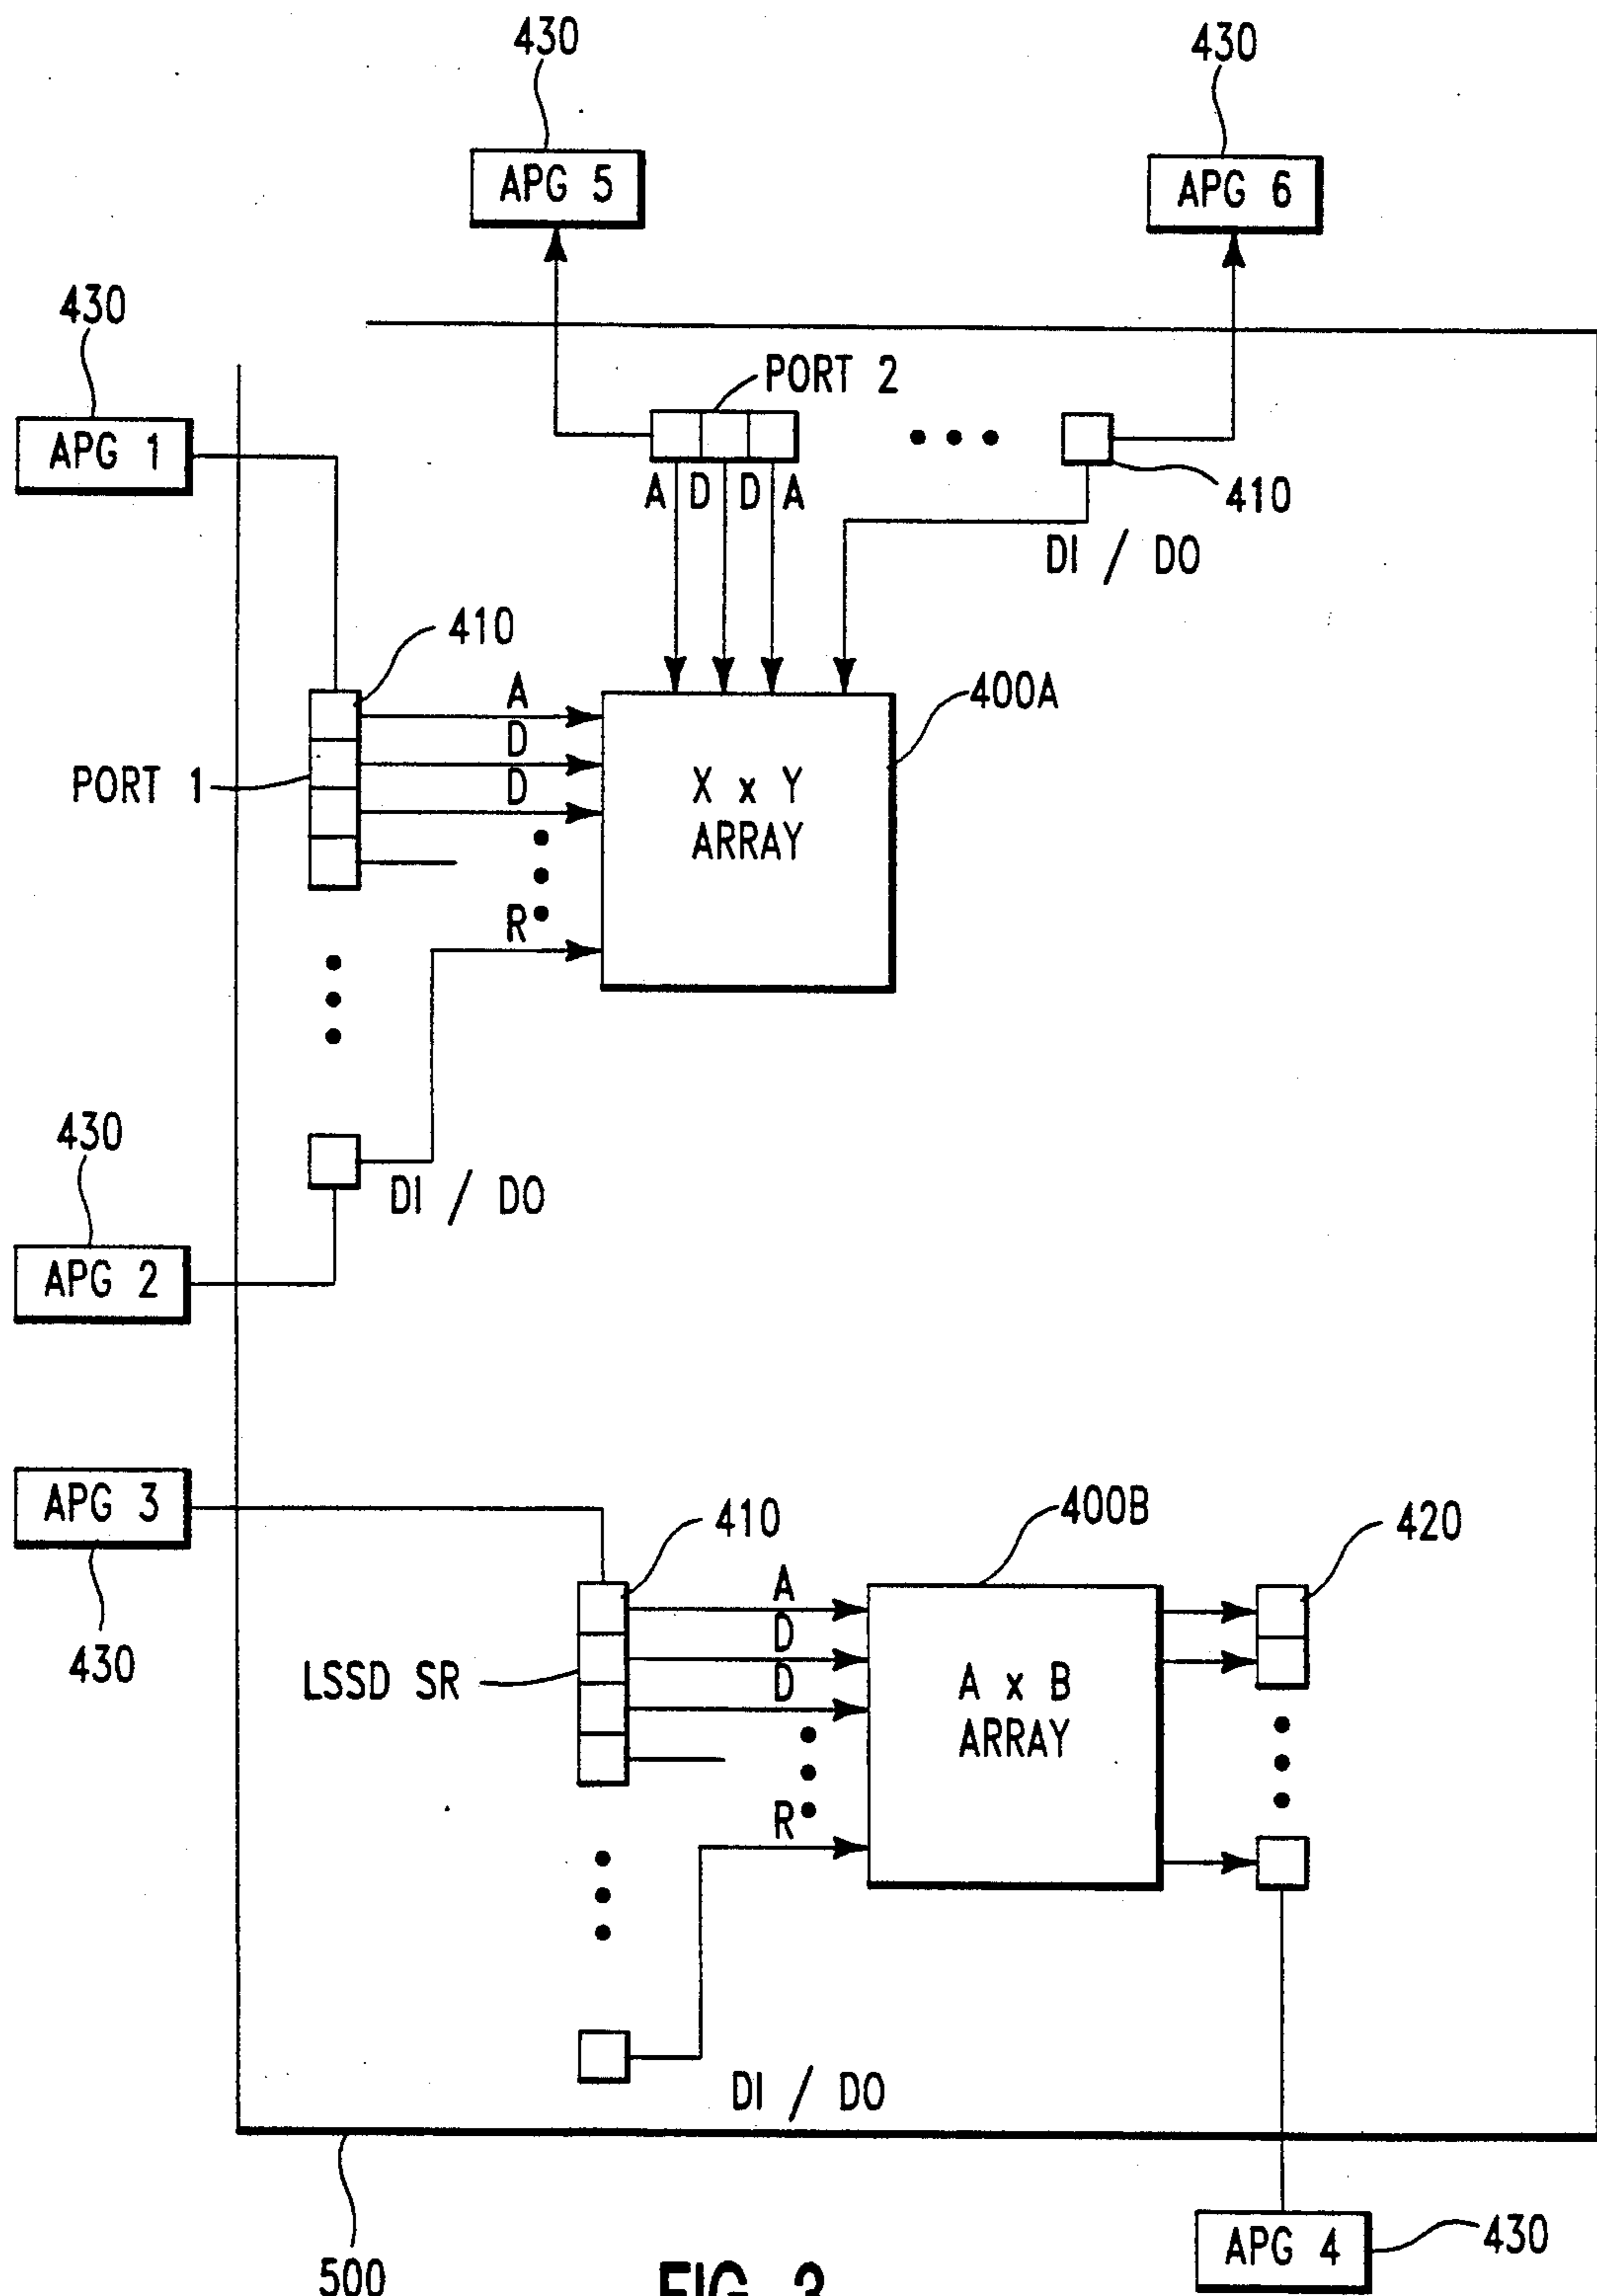 430
430
APG 5
APG 6
430
PORT 2
APG 1
A D D A
410
DI / DO
410
A
400A
D
PORT 1
D
X x Y
ARRAY
R
430
DI / DO
APG 2
APG 3
410
400B
420
A
430
D
LSSD SR
D
A x B
ARRAY
R
DI / DO
500
APG 4
430
FIG. 3